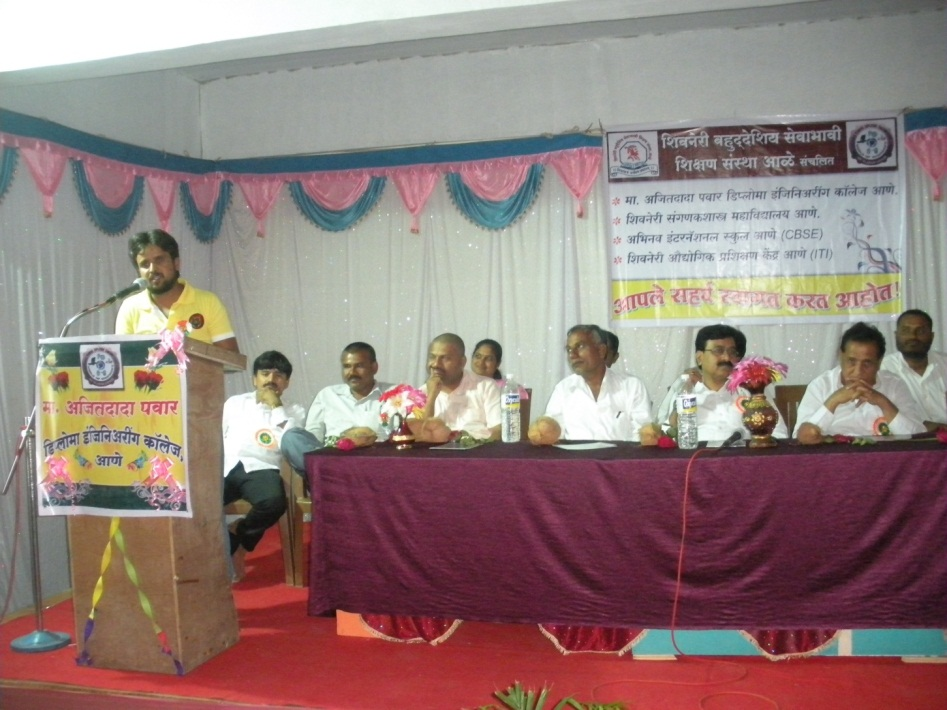 शिवनेरी बहुद्देशिय सेवाभावी
शिक्षण संस्था आळे संचलित
मा. अजितदादा पवार डिप्लोमा इंजिनिअरींग कॉलेज आणे.
शिवनेरी संगणकशास्त्र महाविद्यालय आणे.
अभिनव इंटरनॅशनल स्कुल आणे (CBSE)
शिवनेरी औद्योगिक प्रशिक्षण केंद्र आणे (ITI)
आपले सहर्ष स्वागत करत आहोत!
मा. अजितदादा पवार
डिप्लोमा इंजिनिअरींग कॉलेज,
आणे